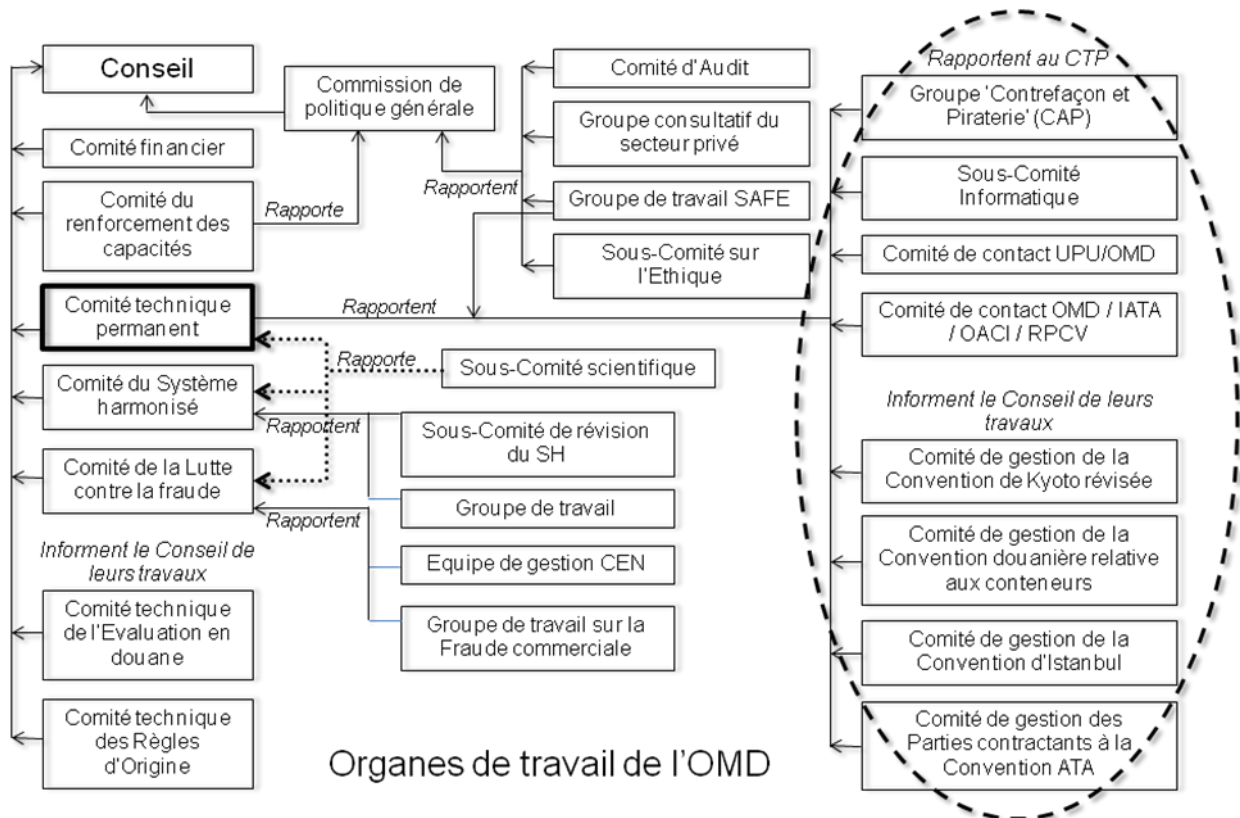 Conseil
Comité financier
Comité du
renforcement des
capacités
Comité technique
permanent
Comité du Système
harmonisé
Comité de la Lutte
contre la fraude
Informent le Conseil de
leurs travaux
Comité technique
de l'Evaluation en
douane
Comité technique
des Règles
d'Origine
Commission de
politique générale
Rapporte
Rapportent
Comité d'Audit
Groupe consultatif du
secteur privé
Groupe de travail SAFE
Sous-Comité sur
l'Ethique
Rapportent
Rapporte
Sous-Comité scientifique
Rapportent
Sous-Comité de révision
du SH
Groupe de travail
Rapportent
Equipe de gestion CEN
Groupe de travail sur la
Fraude commerciale
Rapportent au CTP
Groupe 'Contrefaçon et
Piraterie' (CAP)
Sous-Comité
Informatique
Comité de contact UPU/OMD
Comité de contact OMD / IATA
/ OACI / RPCV
Informent le Conseil de leurs
travaux
Comité de gestion de la
Convention de Kyoto révisée
Comité de gestion de la
Convention douanière relative
aux conteneurs
Comité de gestion de la
Convention d'Istanbul
Comité de gestion des
Parties contractants à la
Convention ATA
Organes de travail de l'OMD